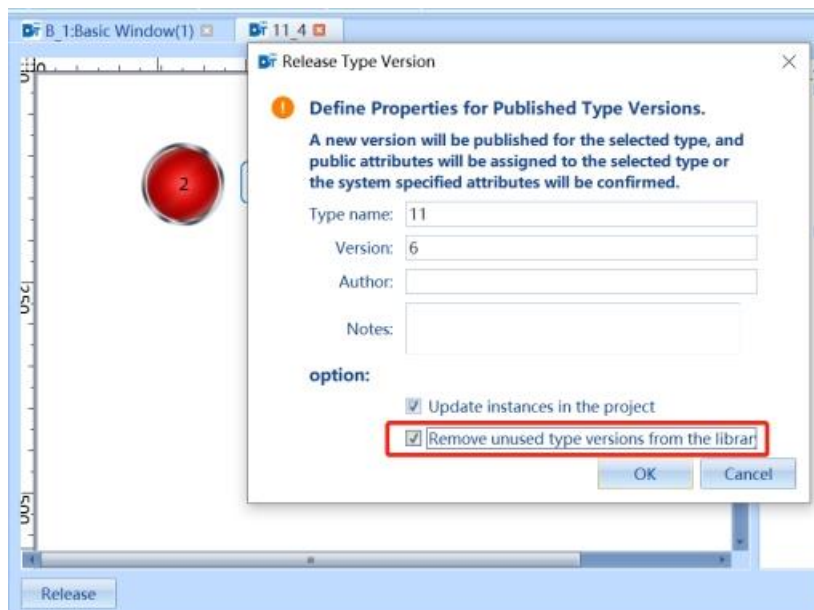 B_1:Basic Window(1)
11_4
Release Type Version
0
Define Properties for Published Type Versions.
A new version will be published for the selected type, and
public attributes will be assigned to the selected type or
the system specified attributes will be confirmed.
2
Type name: 11
Version: 6
Author:
250
Notes:
option:
Update instances in the project
Remove unused type versions from the librar
OK Cancel
500
Release